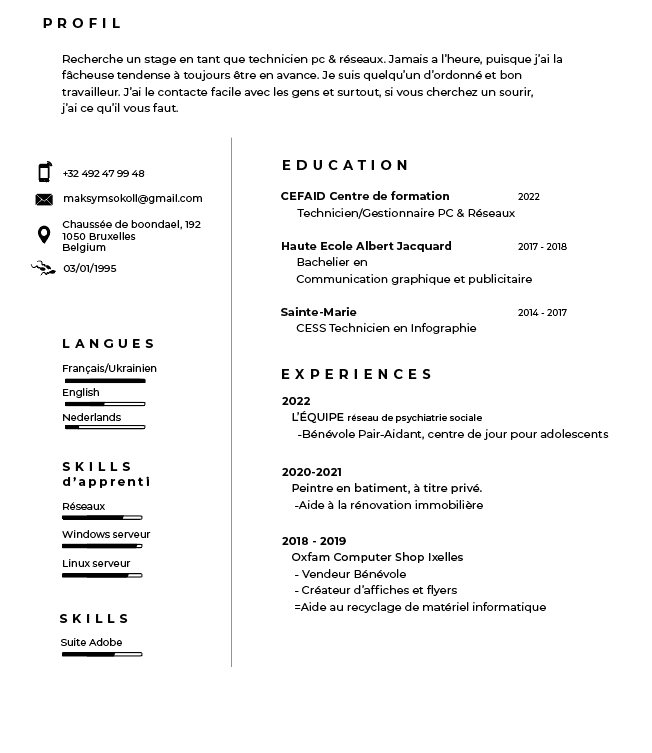 PROFIL
Recherche un stage en tant que technicien pc & réseaux. Jamais a l'heure, puisque j'ai la
fâcheuse tendense à toujours être en avance. Je suis quelqu'un d'ordonné et bon
travailleur. J'ai le contacte facile avec les gens et surtout, si vous cherchez un sourir,
j'ai ce qu'il vous faut.
+32 492 47 99 48
maksymsokoll@gmail.com
Chaussée de boondael, 192
1050 Bruxelles
Belgium
03/01/1995
LANGUES
Français/Ukrainien
English
Nederlands
SKILLS
d'apprenti
Réseaux
Windows serveur
Linux serveur
SKILLS
Suite Adobe
EDUCATION
CEFAID Centre de formation 2022
Technicien/Gestionnaire PC & Réseaux
Haute Ecole Albert Jacquard 2017 - 2018
Bachelier en
Communication graphique et publicitaire
Sainte-Marie 2014 - 2017
CESS Technicien en Infographie
EXPERIENCES
2022
L'ÉQUIPE réseau de psychiatrie sociale
-Bénévole Pair-Aidant, centre de jour pour adolescents
2020-2021
Peintre en batiment, à titre privé.
-Aide à la rénovation immobilière
2018 - 2019
Oxfam Computer Shop Ixelles
- Vendeur Bénévole
- Créateur d'affiches et flyers
=Aide au recyclage de matériel informatique